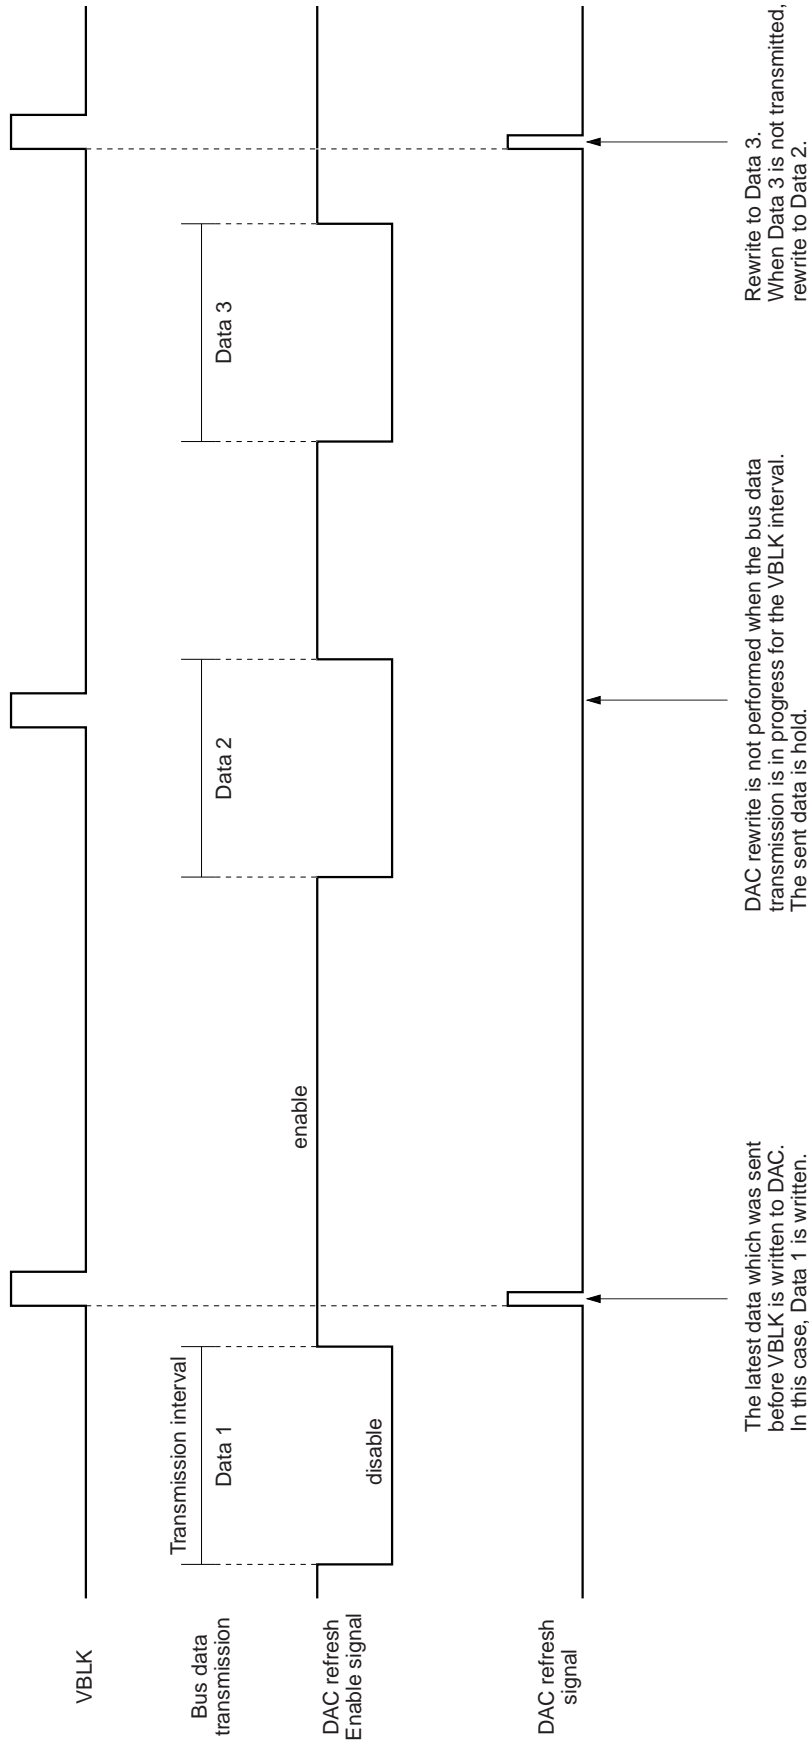 VBLK
Bus data
transmission
Transmission interval
Data 1
Data 2
Data 3
DAC refresh
Enable signal
disable
enable
DAC refresh
signal
The latest data which was sent
before VBLK is written to DAC.
In this case, Data 1 is written.
DAC rewrite is not performed when the bus data
transmission is in progress for the VBLK interval.
The sent data is hold.
Rewrite to Data 3.
When Data 3 is not transmitted,
rewrite to Data 2.